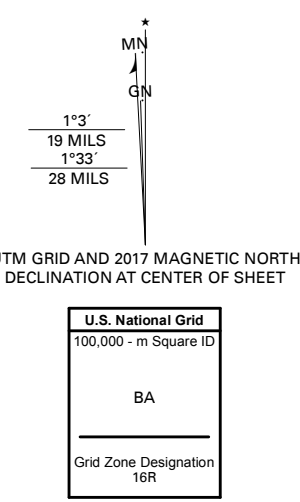 ★
MN
GN
1°3´
19 MILS
1°33´
28 MILS
UTM GRID AND 2017 MAGNETIC NORTH
DECLINATION AT CENTER OF SHEET
U.S. National Grid
100,000 - m Square ID
BA
Grid Zone Designation
16R